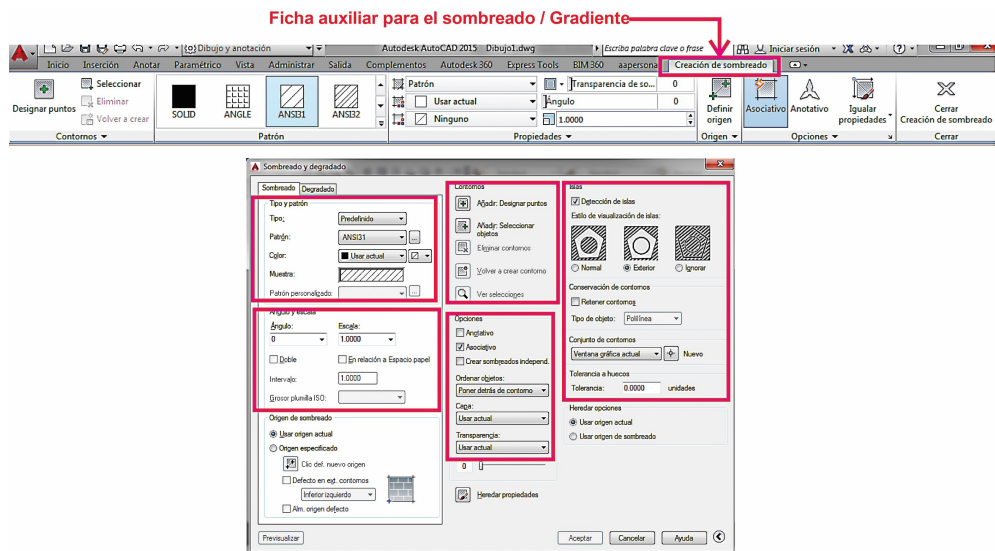 Ficha auxiliar para el sombreado / Gradiente
Dibujo y anotación
Autodesk AutoCAD 2015 Dibujo1.dwg
Escriba palabra clave o frase
Iniciar sesión
Inicio Inserción Anotar Paramétrico Vista Administrar Salida Complementos Autodesk 360 Express Tools BIM 360 aapersona Creación de sombreado
Designar puntos
Seleccionar
Eliminar
Volver a crear
Contornos
SOLID ANGLE ANSI31 ANSI32
Patrón
Patrón
Usar actual
Ninguno
Transparencia de so... 0
Ángulo 0
1.0000
Propiedades
Definir origen
Origen
Asociativo Anotativo Igualar propiedades
Opciones
Cerrar
Creación de sombreado
Cerrar
Sombreado y degradado
Sombreado Degradado
Tipo y patrón
Tipo: Predefinido
Patrón: ANSI31
Color: Usar actual
Muestra:
Patrón personalizado:
Angulo y escala
Ángulo: Escala:
0 1.0000
Doble En relación a Espacio papel
Intervalo: 1.0000
Grosor plumilla ISO:
Origen de sombreado
Usar origen actual
Origen especificado
Clic def. nuevo origen
Defecto en ext. contornos
Inferior izquierdo
Alm. origen defecto
Previsualizar
Contornos
Añadir: Designar puntos
Añadir: Seleccionar
objetos
Eliminar contornos
Volver a crear contorno
Ver selecciones
Opciones
Anotativo
Asociativo
Crear sombreados independ.
Ordenar objetos:
Poner detrás de contorno
Capa:
Usar actual
Transparencia:
Usar actual
0
Heredar propiedades
Islas
Detección de islas
Estilo de visualización de islas:
Normal Exterior Ignorar
Conservación de contornos
Retener contornos
Tipo de objeto: Polilínea
Conjunto de contornos
Ventana gráfica actual Nuevo
Tolerancia a huecos
Tolerancia: 0.0000 unidades
Heredar opciones
Usar origen actual
Usar origen de sombreado
Aceptar Cancelar Ayuda